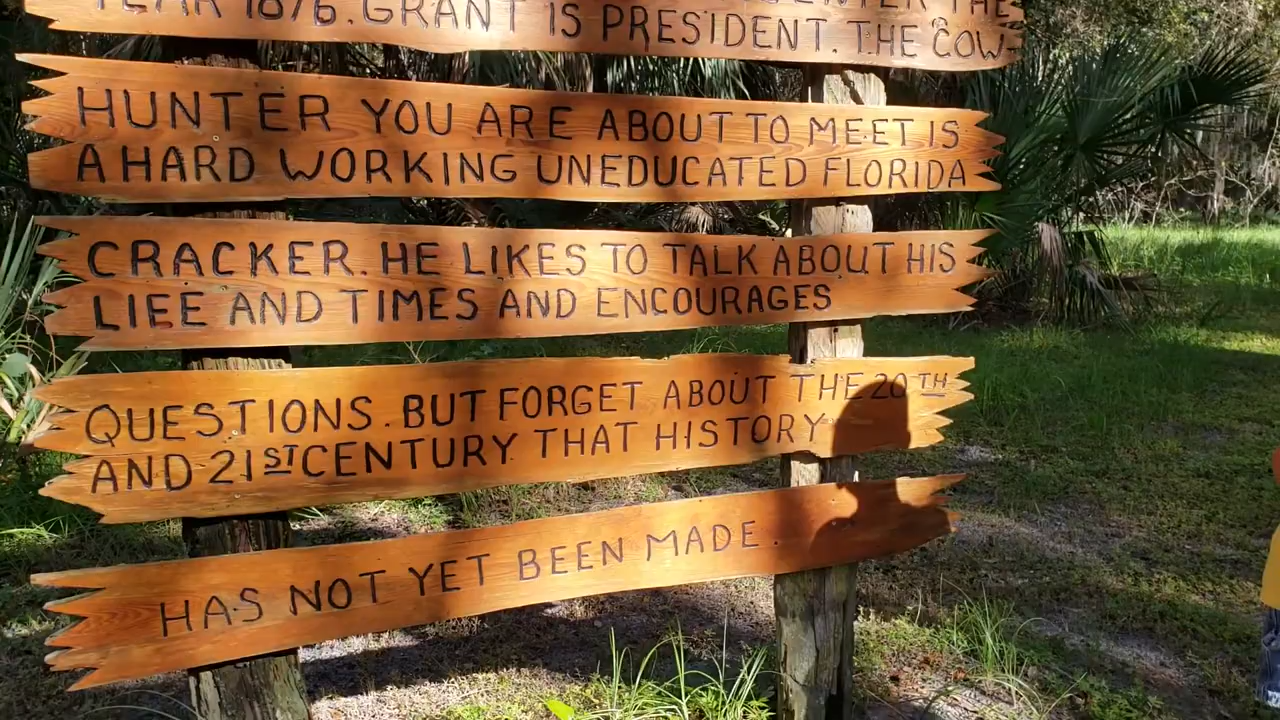 YEAR 1876. GRANT IS ENTER THE
PRESIDENT. THE COW-
HUNTER YOU ARE ABOUT TO MEET IS
A HARD WORKING UNEDUCATED FLORIDA
CRACKER. HE LIKES TO TALK ABOUT HIS
LIFE AND TIMES AND ENCOURAGES
QUESTIONS. BUT FORGET ABOUT THE 20TH
AND 21ST CENTURY THAT HISTORY
HAS NOT YET BEEN MADE.